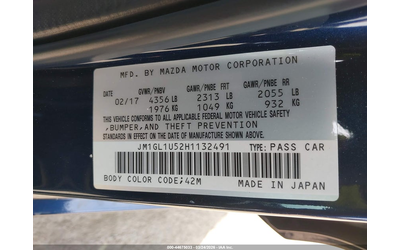 MFD. BY MAZDA MOTOR CORPORATION
GVWR/PNBV GAWR/PNBE FRT GAWR/PNBE RR
02/17 4356 LB 2313 LB 2055 LB
1976 KG 1049 KG 932 KG
THIS VEHICLE CONFORMS TO ALL APPLICABLE
FEDERAL MOTOR VEHICLE SAFETY
,BUMPER,AND THEFT PREVENTION
STANDARDS IN EFFECT ON THE DATE OF
MANUFACTURE SHOWN ABOVE.
JM1GL1U52H1132491 TYPE: PASS CAR
BODY COLOR CODE;42M MADE IN JAPAN